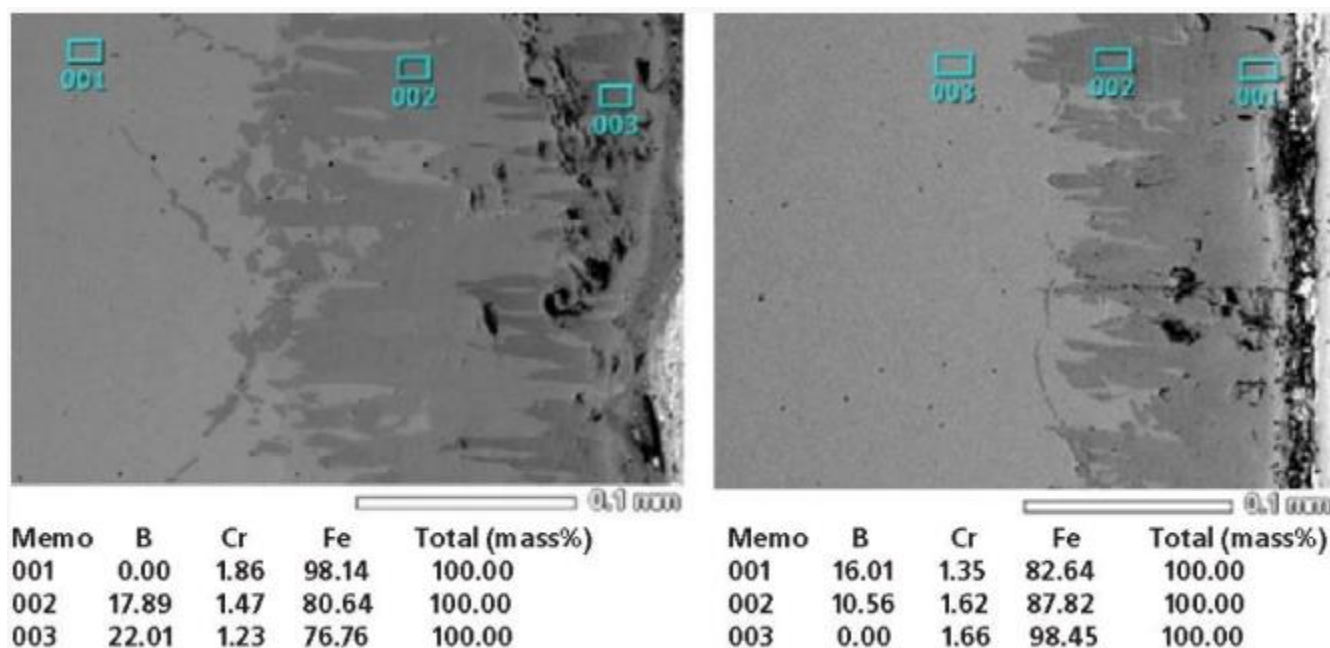 001
002
003
003
002
001
0.1 mm
0.1 mm
Memo B Cr Fe Total (mass%)
001 0.00 1.86 98.14 100.00
002 17.89 1.47 80.64 100.00
003 22.01 1.23 76.76 100.00
Memo B Cr Fe Total (mass%)
001 16.01 1.35 82.64 100.00
002 10.56 1.62 87.82 100.00
003 0.00 1.66 98.45 100.00